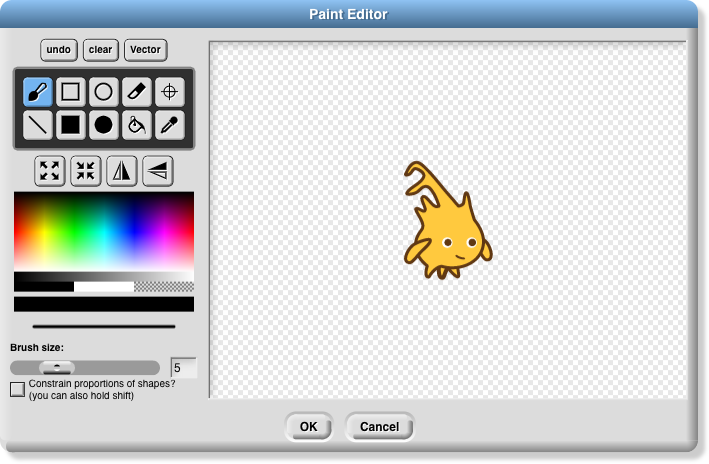 Paint Editor
undo
clear
Vector
Brush size:
5
Constrain proportions of shapes?
(you can also hold shift)
OK
Cancel